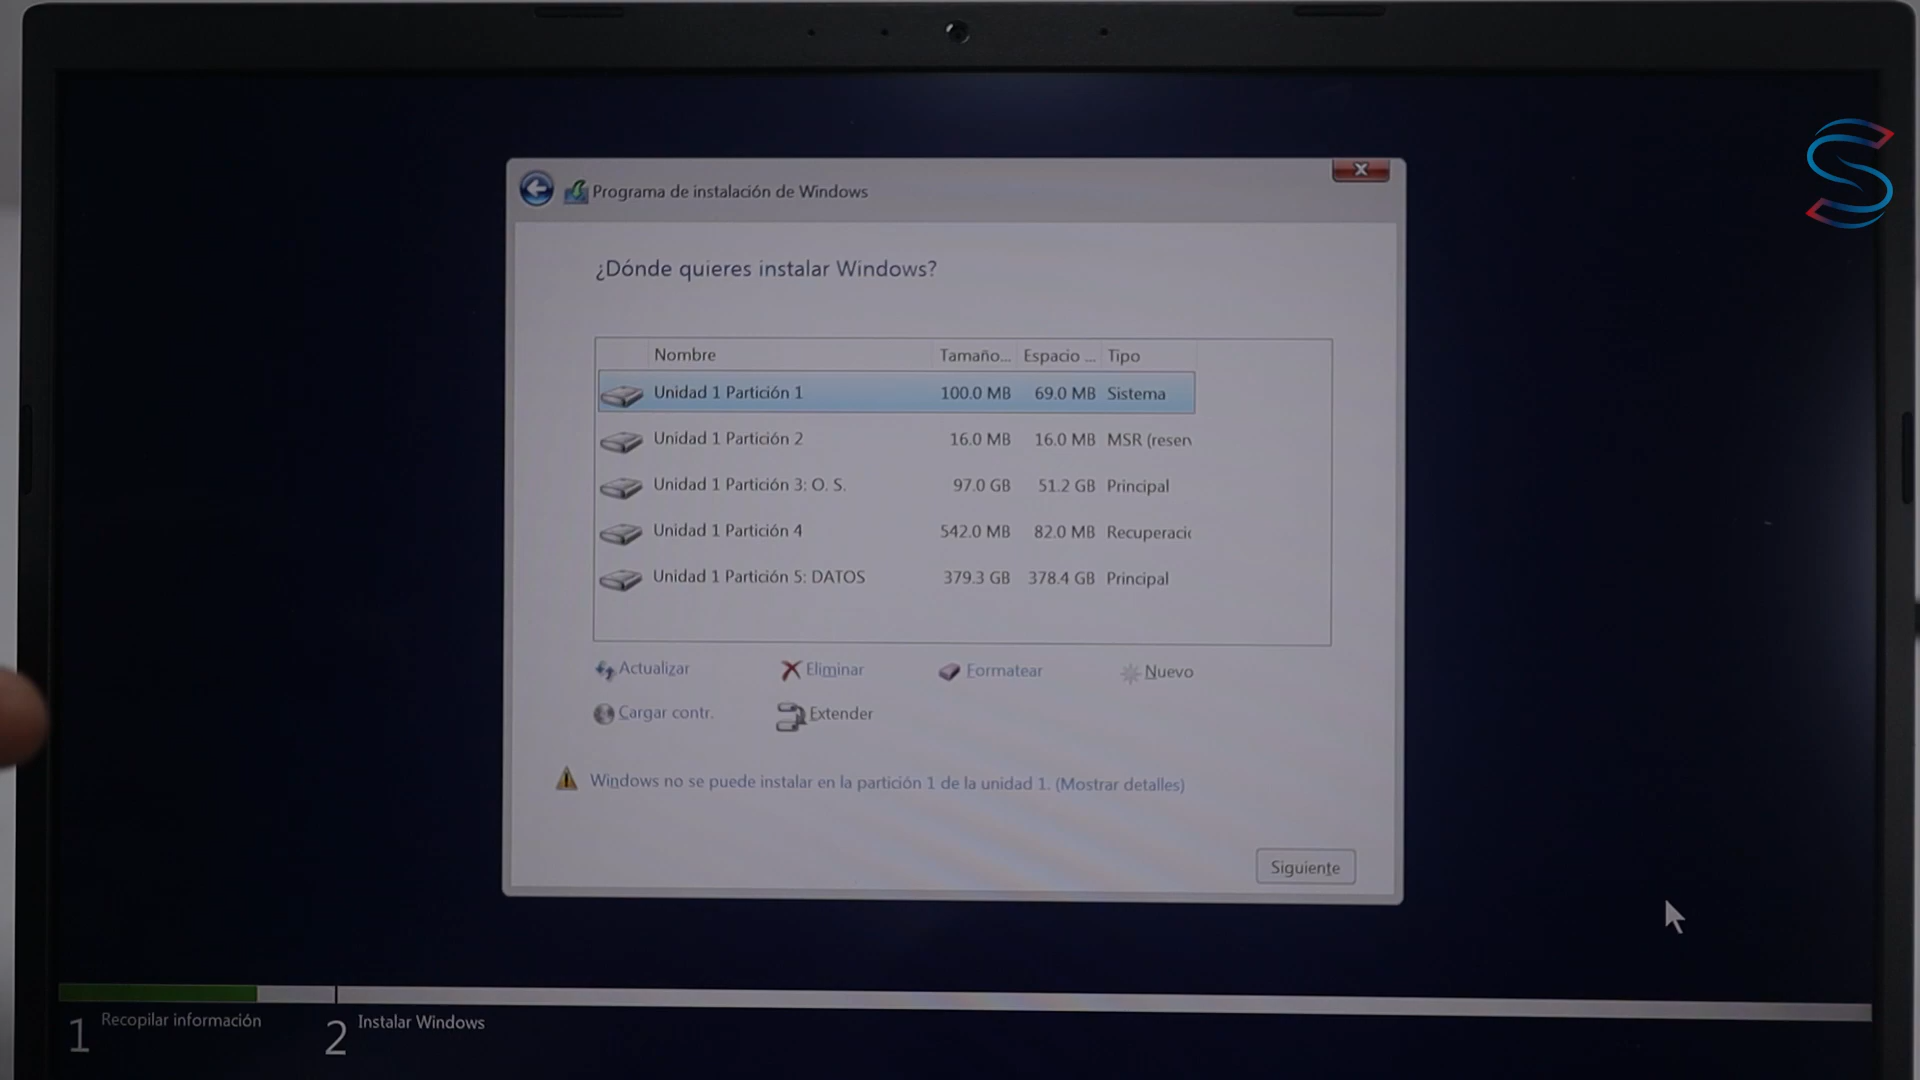 Programa de instalación de Windows
¿Dónde quieres instalar Windows?
Nombre Tamaño... Espacio ... Tipo
Unidad 1 Partición 1 100.0 MB 69.0 MB Sistema
Unidad 1 Partición 2 16.0 MB 16.0 MB MSR (reserv
Unidad 1 Partición 3: O. S. 97.0 GB 51.2 GB Principal
Unidad 1 Partición 4 542.0 MB 82.0 MB Recuperació
Unidad 1 Partición 5: DATOS 379.3 GB 378.4 GB Principal
Actualizar Eliminar Formatear Nuevo
Cargar contr. Extender
Windows no se puede instalar en la partición 1 de la unidad 1. (Mostrar detalles)
Siguiente
1 Recopilar información 2 Instalar Windows